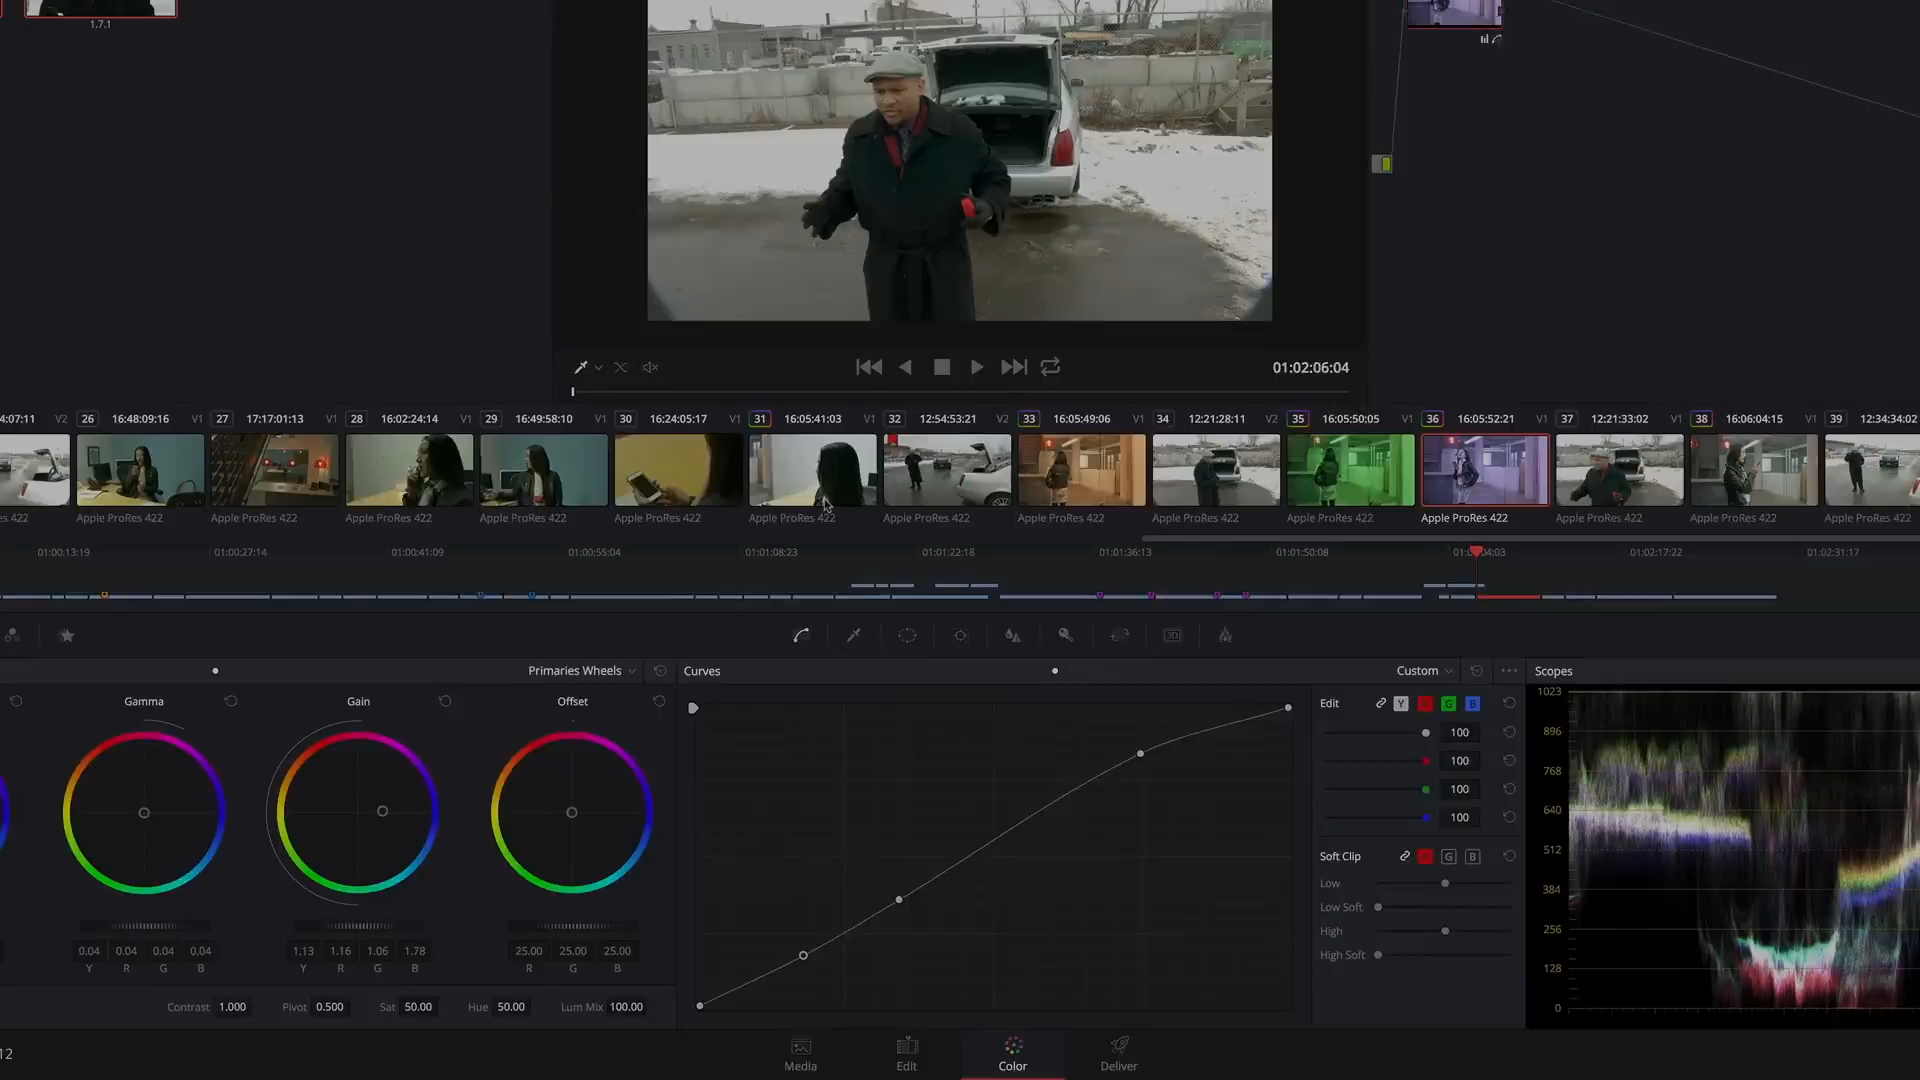 1.7.1
01:02:06:04
4:07:11 V2 26 16:48:09:16 V1 27 17:17:01:13 V1 28 16:02:24:14 V1 29 16:49:58:10 V1 30 16:24:05:17 V1 31 16:05:41:03 V1 32 12:54:53:21 V2 33 16:05:49:06 V1 34 12:21:28:11 V2 35 16:05:50:05 V1 36 16:05:52:21 V1 37 12:21:33:02 V1 38 16:06:04:15 V1 39 12:34:34:02
es 422 Apple ProRes 422 Apple ProRes 422 Apple ProRes 422 Apple ProRes 422 Apple ProRes 422 Apple ProRes 422 Apple ProRes 422 Apple ProRes 422 Apple ProRes 422 Apple ProRes 422 Apple ProRes 422 Apple ProRes 422 Apple ProRes 422 Apple ProRes 422
01:00:13:19 01:00:27:14 01:00:41:09 01:00:55:04 01:01:08:23 01:01:22:18 01:01:36:13 01:01:50:08 04:03 01:02:17:22 01:02:31:17
3D
Primaries Wheels
Gamma Gain Offset
0.04 0.04 0.04 0.04 1.13 1.16 1.06 1.78 25.00 25.00 25.00
Y R G B Y R G B R G B
Contrast 1.000 Pivot 0.500 Sat 50.00 Hue 50.00 Lum Mix 100.00
Curves Custom
Edit Y G B
100
100
100
100
Soft Clip G B
Low
Low Soft
High
High Soft
Scopes
1023
896
768
640
512
384
256
128
0
12
Media Edit Color Deliver